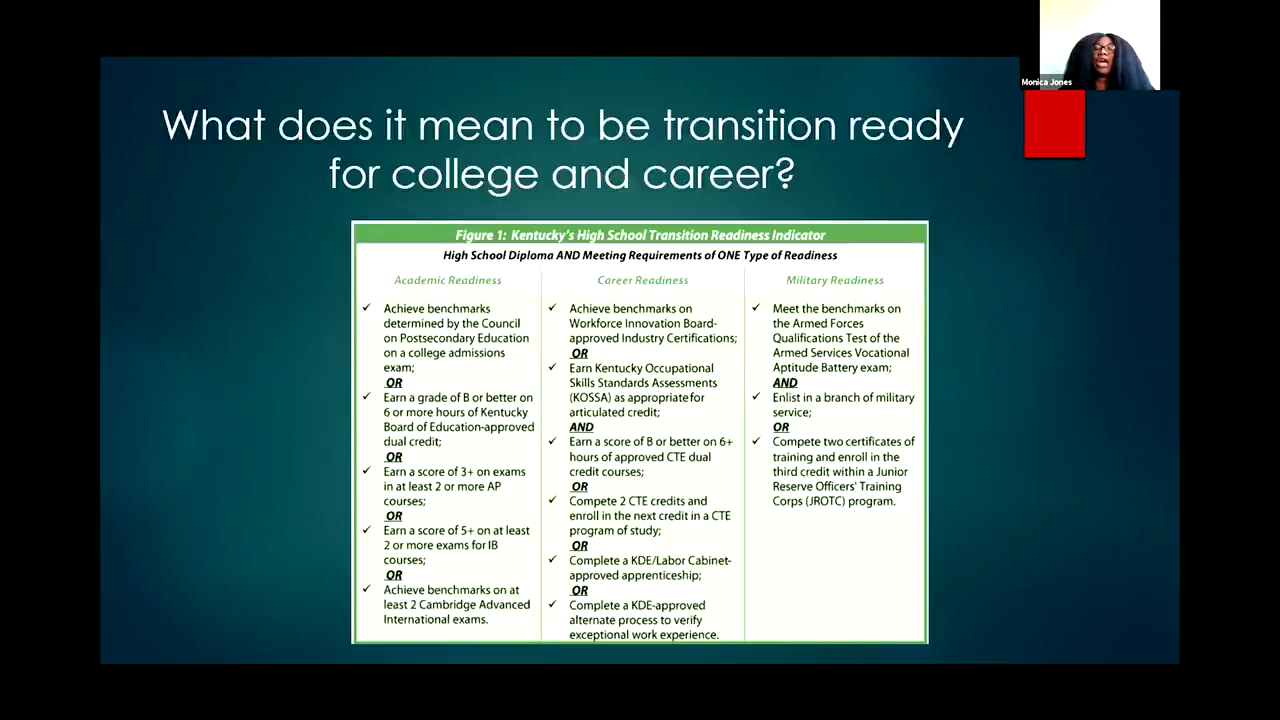 Monica Jones
What does it mean to be transition ready
for college and career?
Figure 1: Kentucky's High School Transition Readiness Indicator
High School Diploma AND Meeting Requirements of ONE Type of Readiness
Academic Readiness
✓ Achieve benchmarks
determined by the Council
on Postsecondary Education
on a college admissions
exam;
OR
✓ Earn a grade of B or better on
6 or more hours of Kentucky
Board of Education-approved
dual credit;
OR
✓ Earn a score of 3+ on exams
in at least 2 or more AP
courses;
OR
✓ Earn a score of 5+ on at least
2 or more exams for IB
courses;
OR
✓ Achieve benchmarks on at
least 2 Cambridge Advanced
International exams.
Career Readiness
✓ Achieve benchmarks on
Workforce Innovation Board-
approved Industry Certifications;
OR
✓ Earn Kentucky Occupational
Skills Standards Assessments
(KOSSA) as appropriate for
articulated credit;
AND
✓ Earn a score of B or better on 6+
hours of approved CTE dual
credit courses;
OR
✓ Compete 2 CTE credits and
enroll in the next credit in a CTE
program of study;
OR
✓ Complete a KDE/Labor Cabinet-
approved apprenticeship;
OR
✓ Complete a KDE-approved
alternate process to verify
exceptional work experience.
Military Readiness
✓ Meet the benchmarks on
the Armed Forces
Qualifications Test of the
Armed Services Vocational
Aptitude Battery exam;
AND
✓ Enlist in a branch of military
service;
OR
✓ Compete two certificates of
training and enroll in the
third credit within a Junior
Reserve Officers' Training
Corps (JROTC) program.